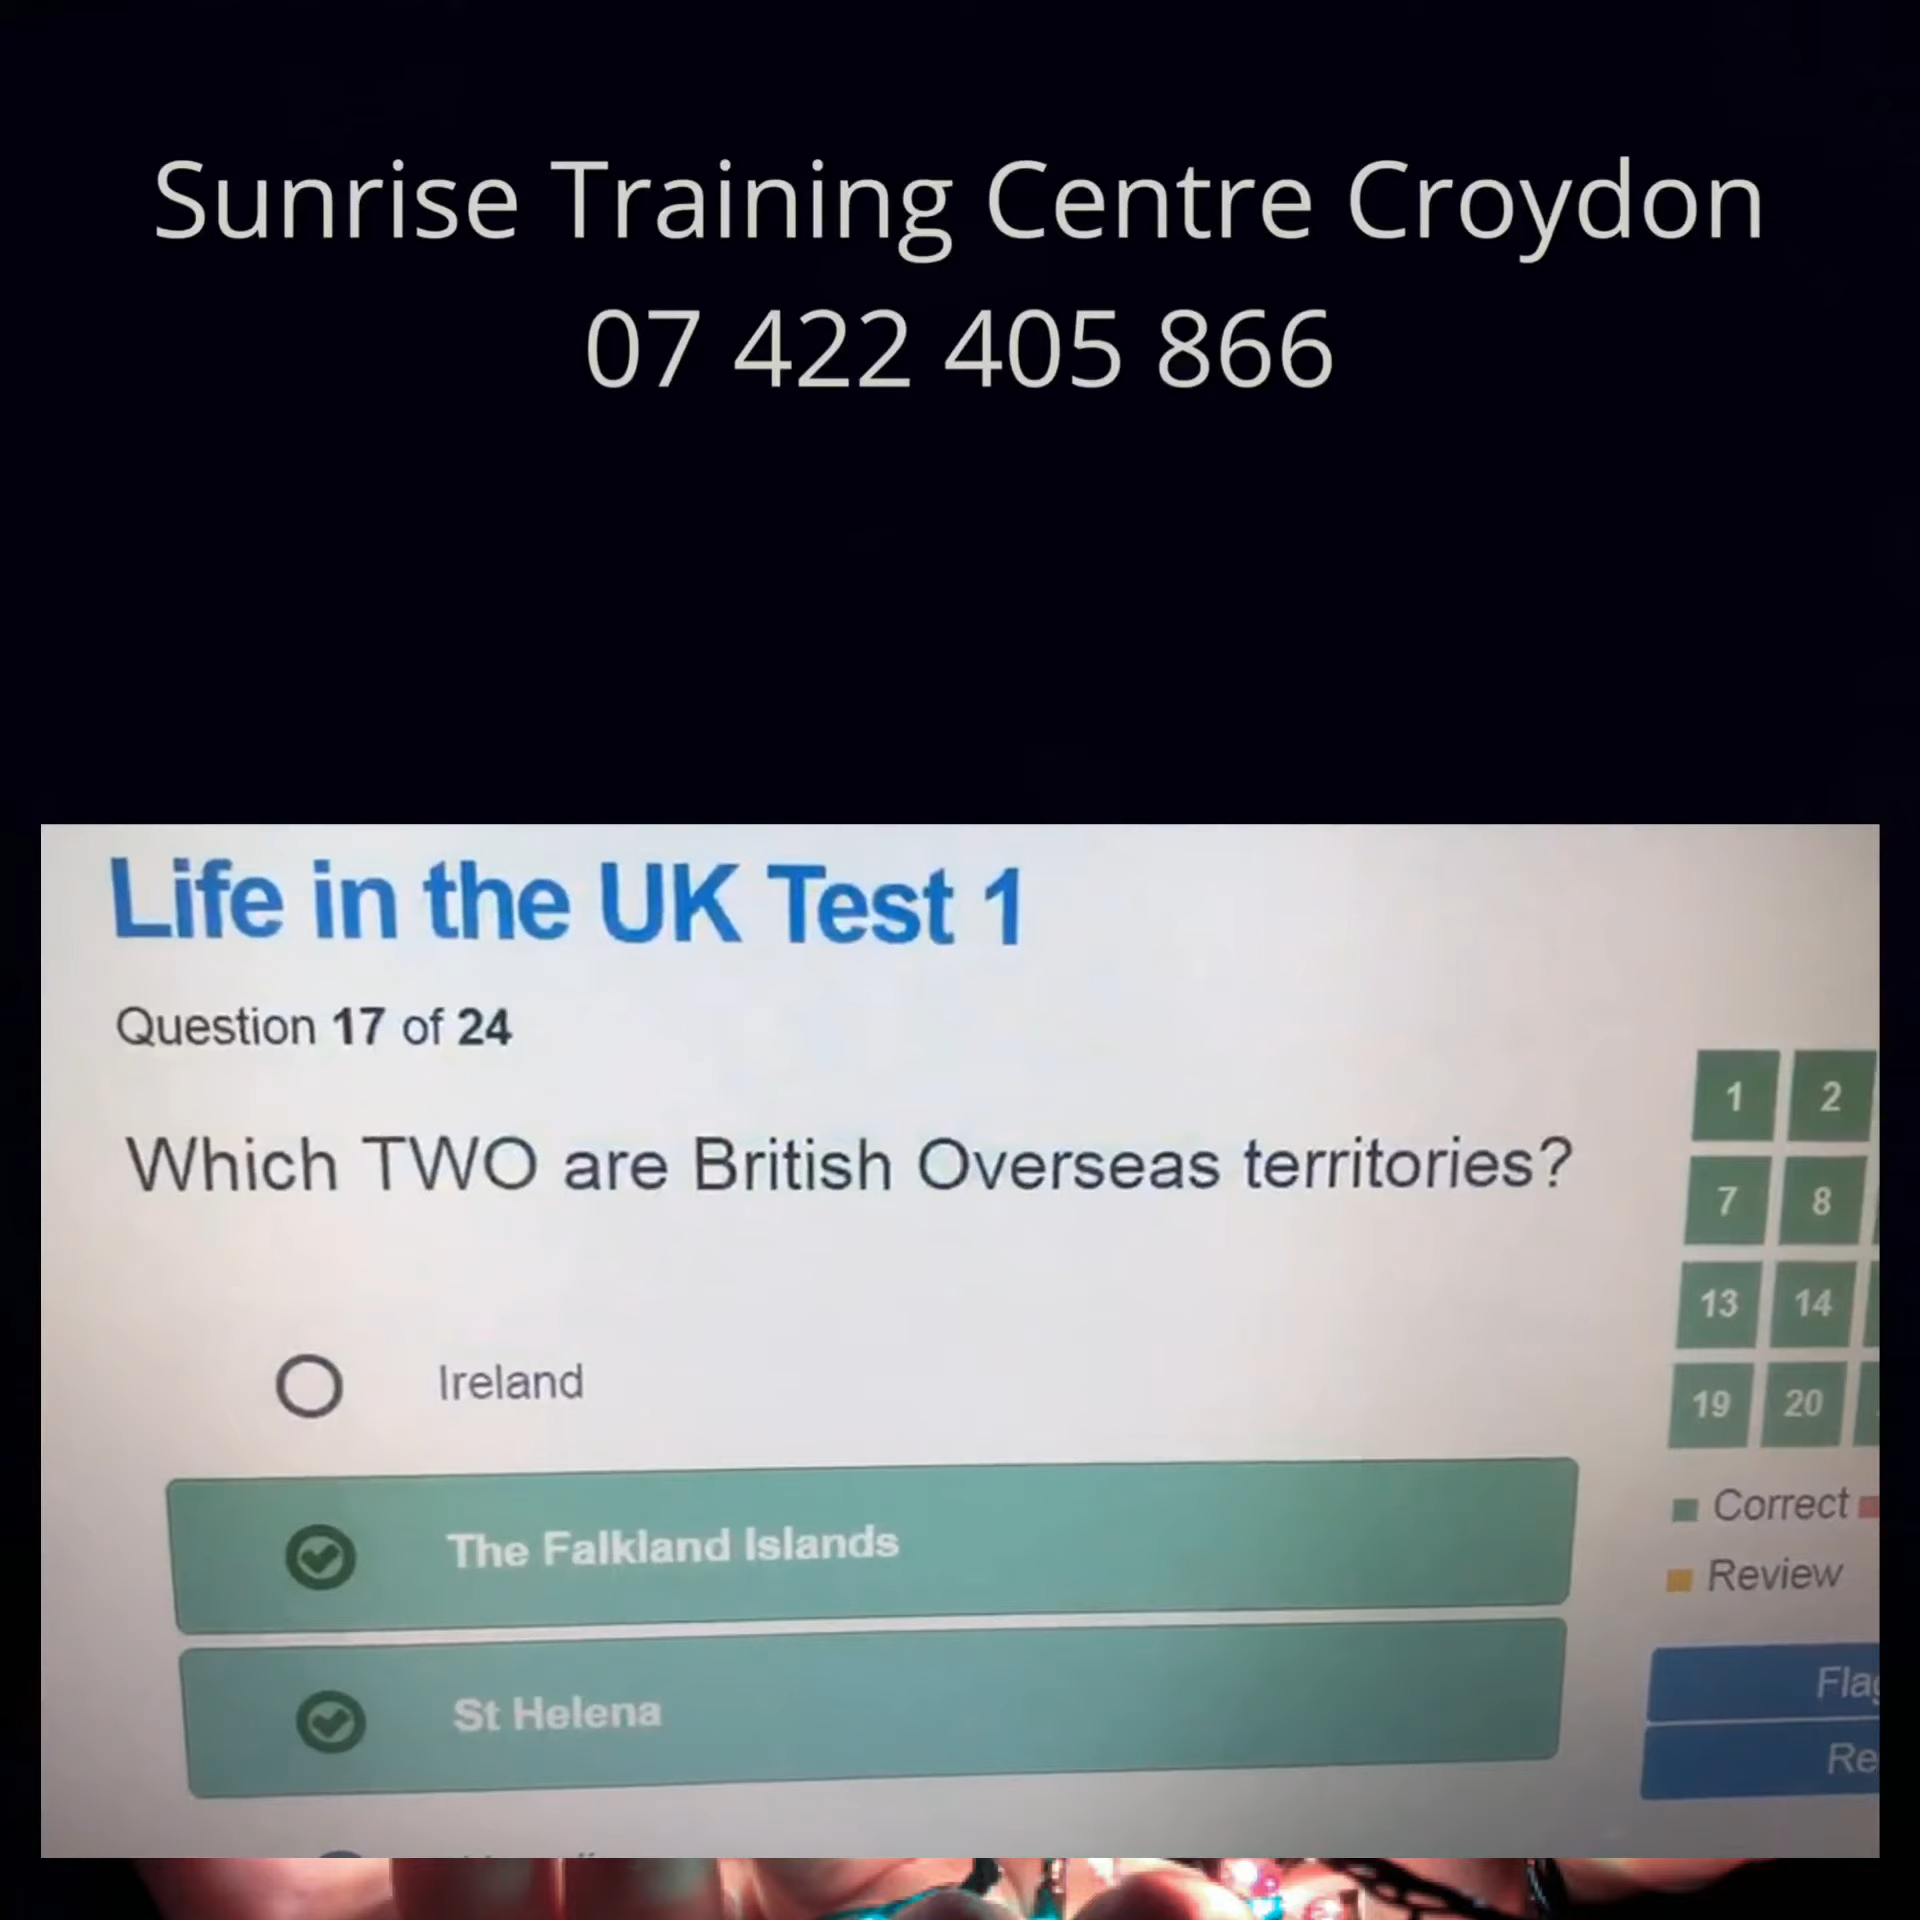 Sunrise Training Centre Croydon
07 422 405 866
Life in the UK Test 1
Question 17 of 24
Which TWO are British Overseas territories?
1 2
7 8
13 14
19 20
Ireland
The Falkland Islands
St Helena
Correct
Review